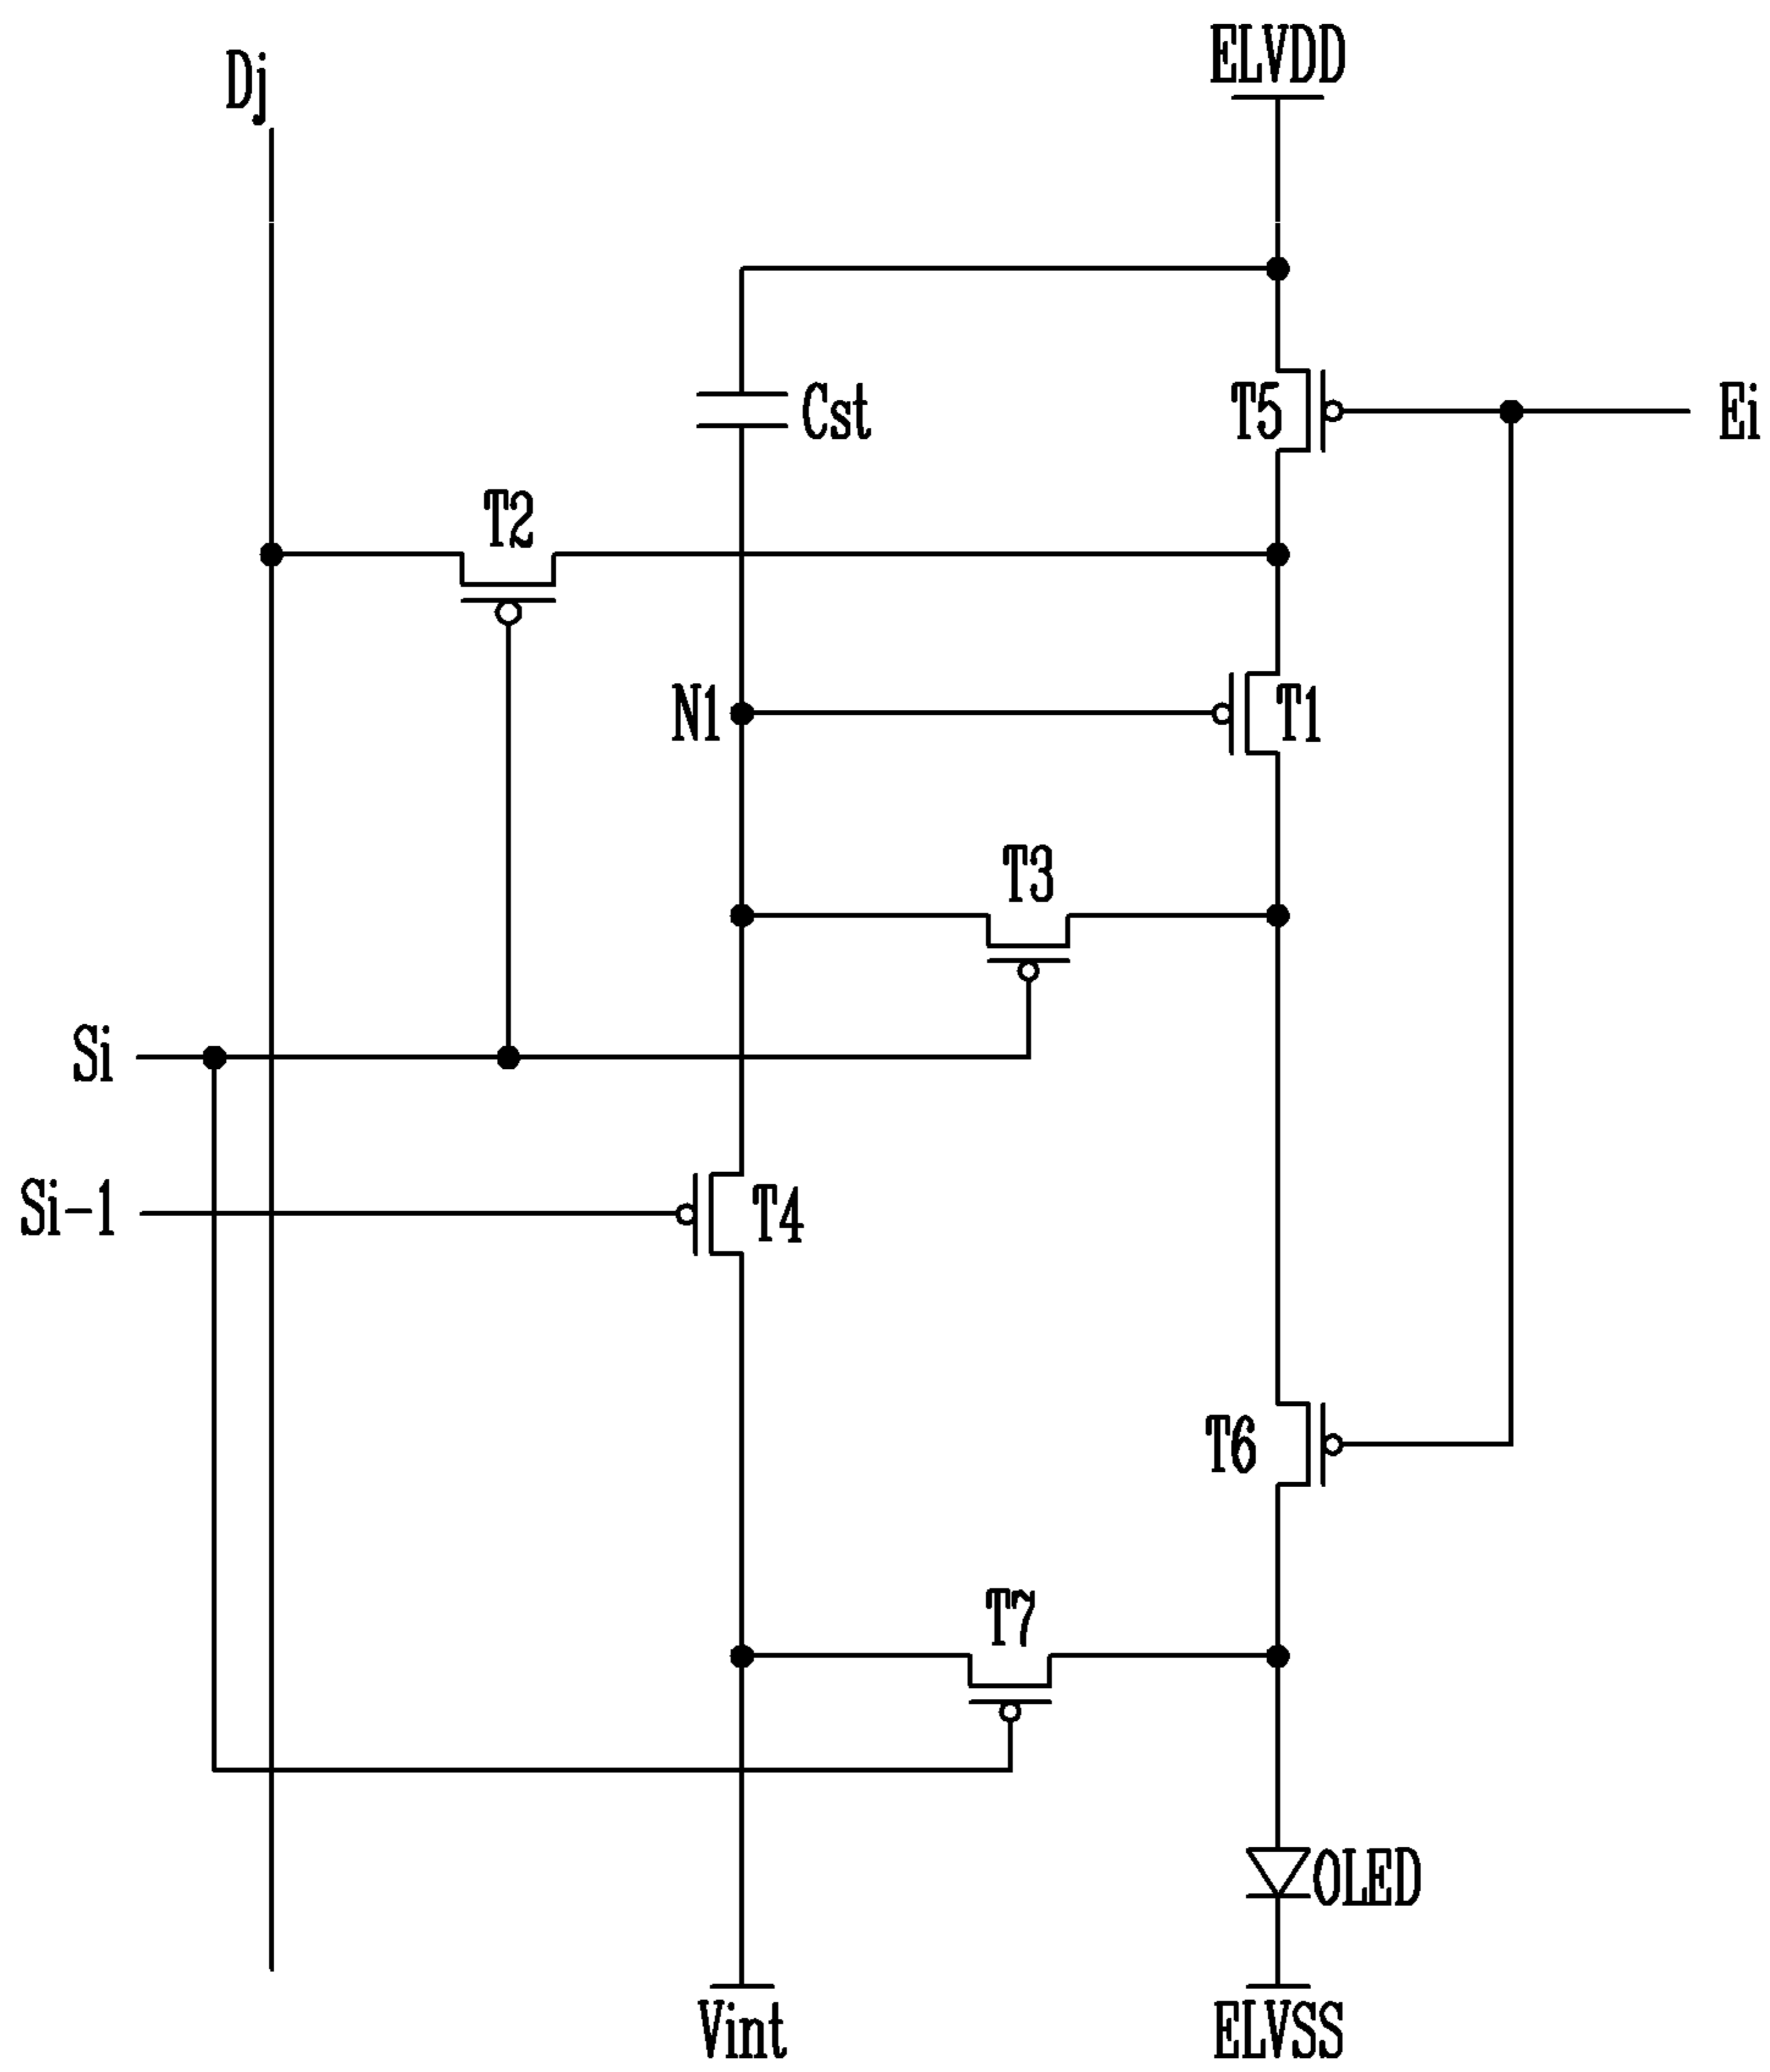 ELVDD
Dj
Cst
T5
Ei
T2
N1
T1
T3
Si
Si-1
T4
T6
T7
OLED
Vint
ELVSS